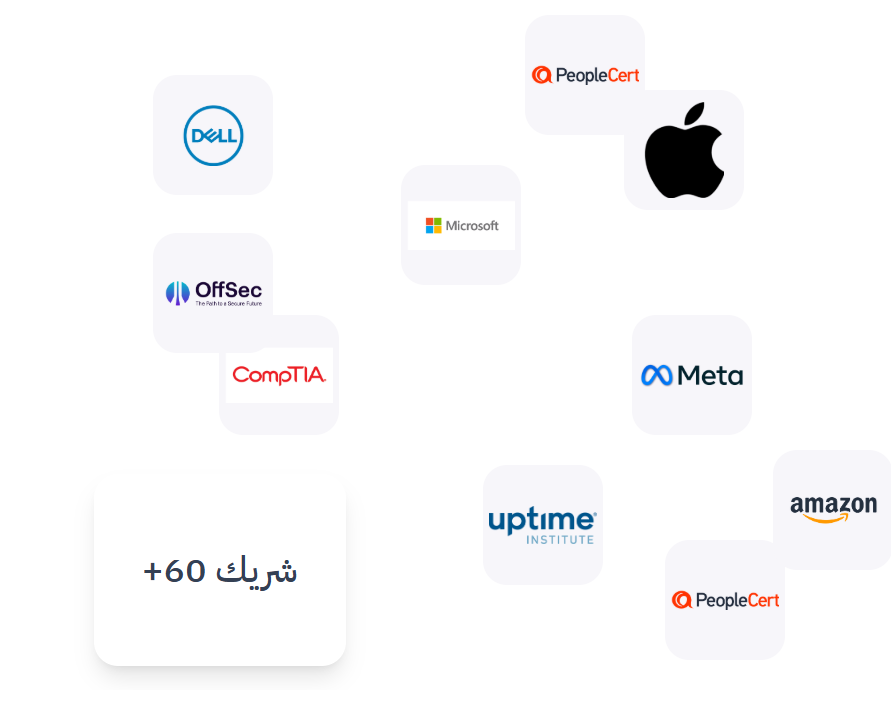 PeopleCert
DELL
Microsoft
OffSec
The Path to a Secure Future
CompTIA.
Meta
amazon
uptime
INSTITUTE
شريك 60+
PeopleCert